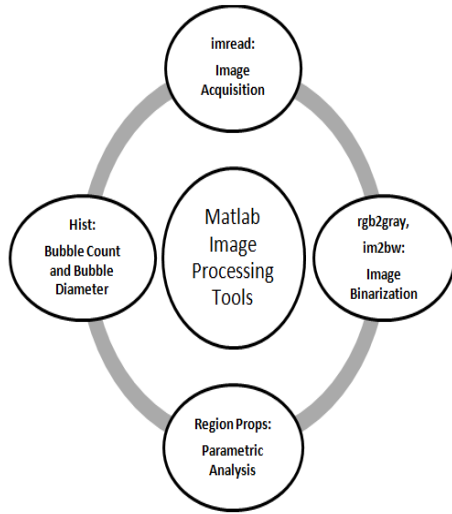 imread:
Image
Acquisition
Hist:
Bubble Count
and Bubble
Diameter
Matlab
Image
Processing
Tools
rgb2gray,
im2bw:
Image
Binarization
Region Props:
Parametric
Analysis